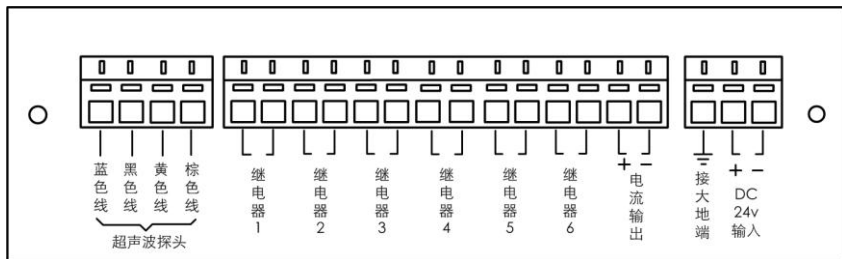 蓝色线
黑色线
黄色线
棕色线
超声波探头
继电器1
继电器2
继电器3
继电器4
继电器5
继电器6
+ −
电流输出
接大地端
+ −
DC
24v
输入